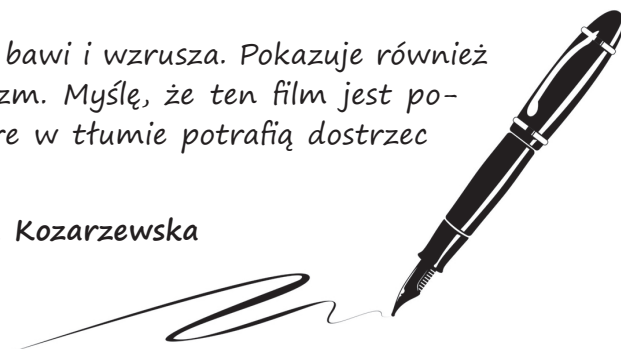 bawi i wzrusza. Pokazuje również
zm. Myślę, że ten film jest po-
re w tłumie potrafią dostrzec
Kozarzewska